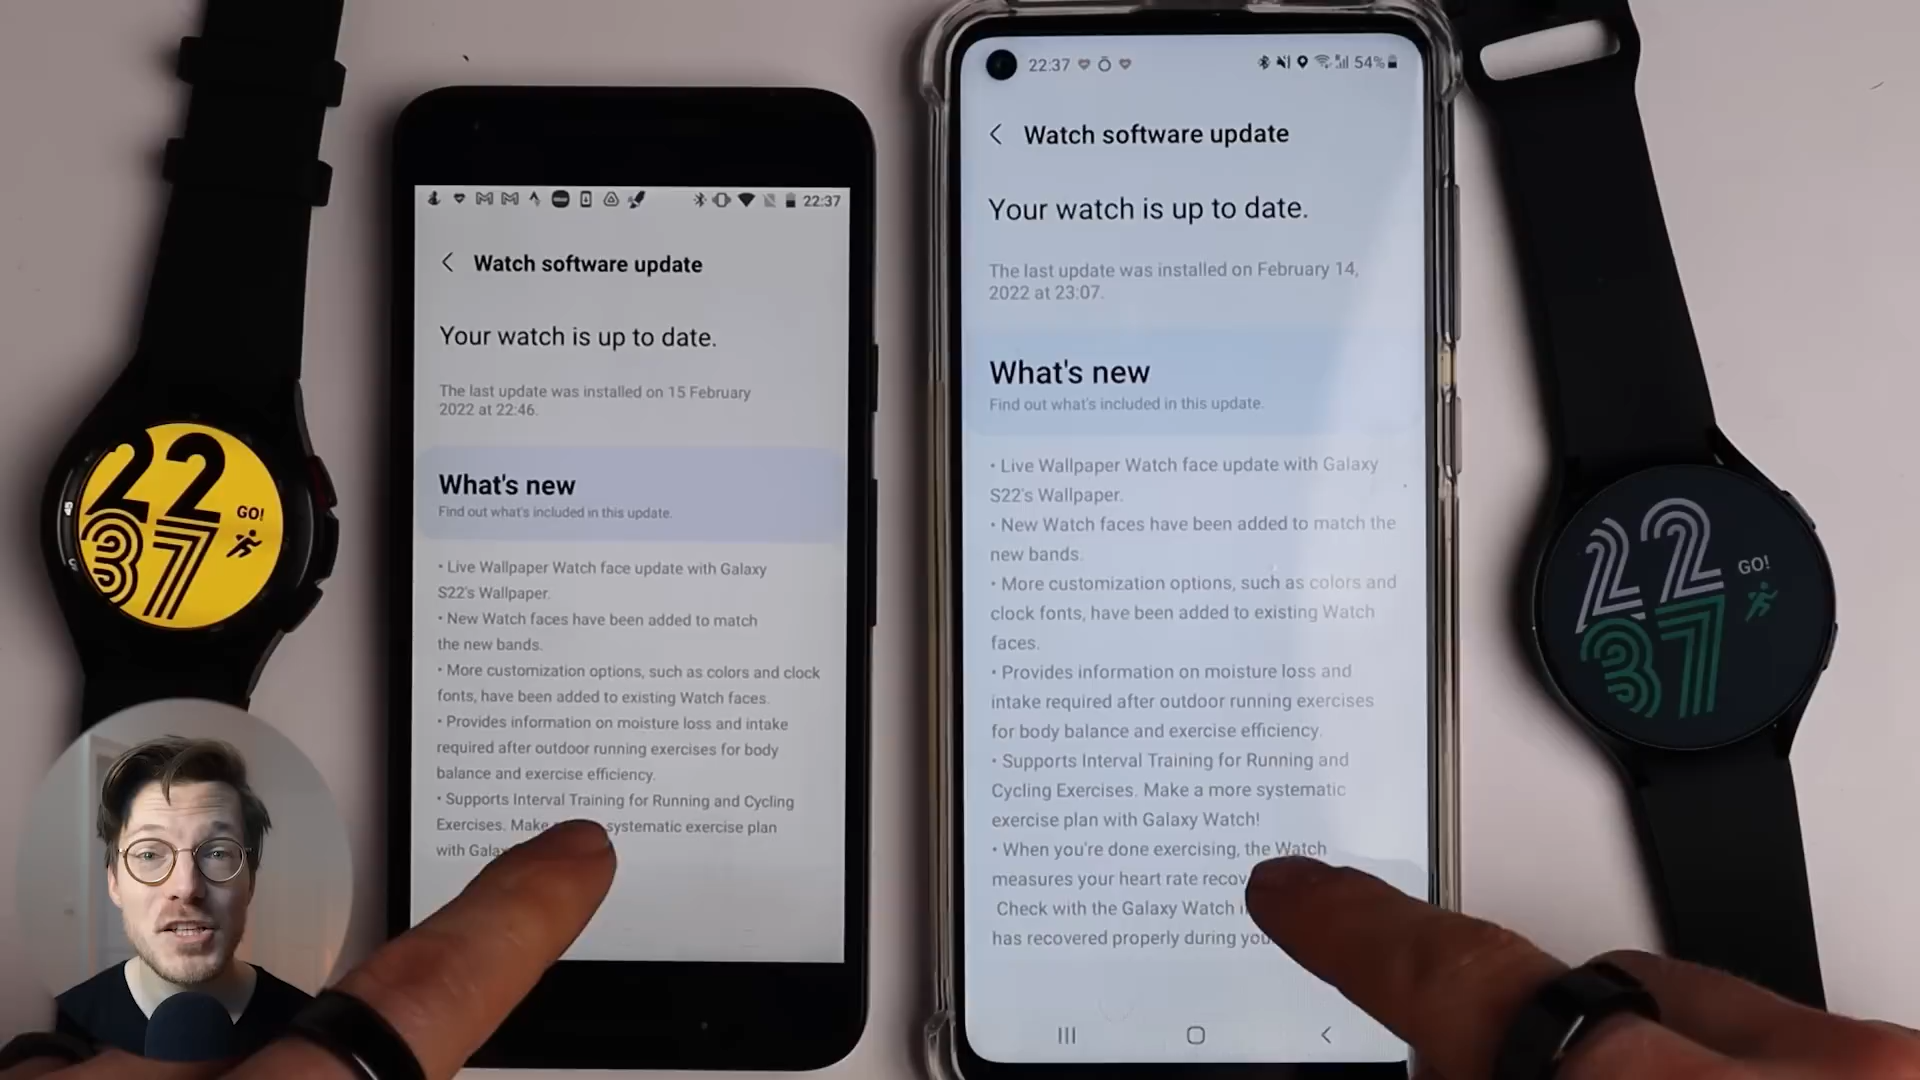 22
37
GO!
45
22:37
Watch software update
Your watch is up to date.
The last update was installed on 15 February
2022 at 22:46.
What's new
Find out what's included in this update.
• Live Wallpaper Watch face update with Galaxy
S22's Wallpaper.
• New Watch faces have been added to match
the new bands.
• More customization options, such as colors and clock
fonts, have been added to existing Watch faces.
• Provides information on moisture loss and intake
required after outdoor running exercises for body
balance and exercise efficiency.
• Supports Interval Training for Running and Cycling
Exercises. Make systematic exercise plan
with
22:37
54%
Watch software update
Your watch is up to date.
The last update was installed on February 14,
2022 at 23:07.
What's new
Find out what's included in this update.
• Live Wallpaper Watch face update with Galaxy
S22's Wallpaper.
• New Watch faces have been added to match the
new bands.
• More customization options, such as colors and
clock fonts, have been added to existing Watch
faces.
• Provides information on moisture loss and
intake required after outdoor running exercises
for body balance and exercise efficiency.
• Supports Interval Training for Running and
Cycling Exercises. Make a more systematic
exercise plan with Galaxy Watch!
• When you're done exercising, the Watch
measures your heart rate
Check with the Galaxy Watch
has recovered properly during
22
37
GO!